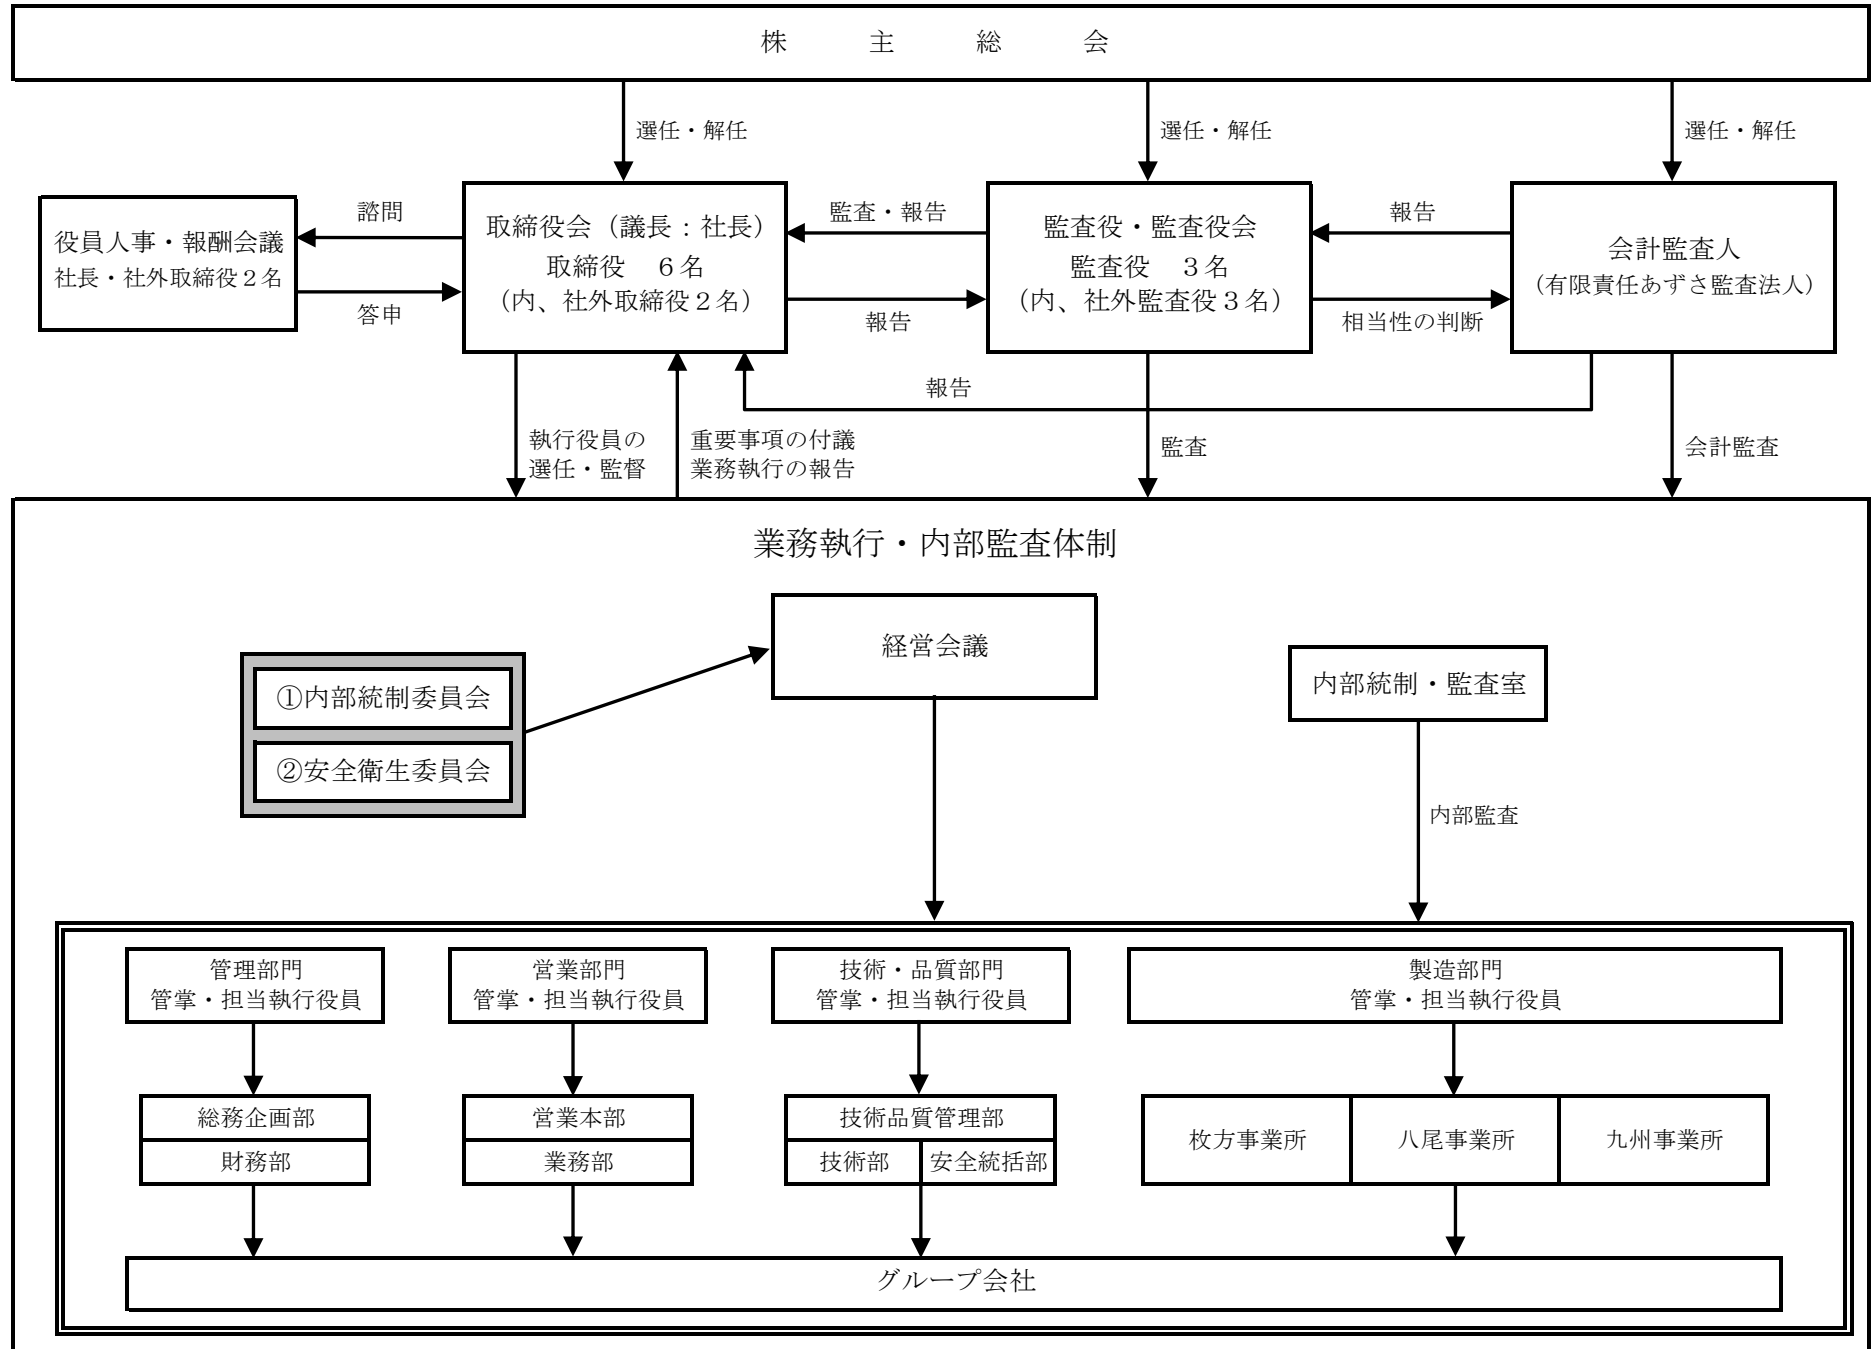 株主総会
選任・解任
選任・解任
選任・解任
役員人事・報酬会議
社長・社外取締役２名
諮問
答申
取締役会（議長：社長）
取締役　６名
（内、社外取締役２名）
監査・報告
報告
監査役・監査役会
監査役　３名
（内、社外監査役３名）
報告
相当性の判断
会計監査人
（有限責任あずさ監査法人）
報告
執行役員の
選任・監督
重要事項の付議
業務執行の報告
監査
会計監査
業務執行・内部監査体制
経営会議
①内部統制委員会
②安全衛生委員会
内部統制・監査室
内部監査
管理部門
管掌・担当執行役員
営業部門
管掌・担当執行役員
技術・品質部門
管掌・担当執行役員
製造部門
管掌・担当執行役員
総務企画部
財務部
営業本部
業務部
技術品質管理部
技術部
安全統括部
枚方事業所
八尾事業所
九州事業所
グループ会社